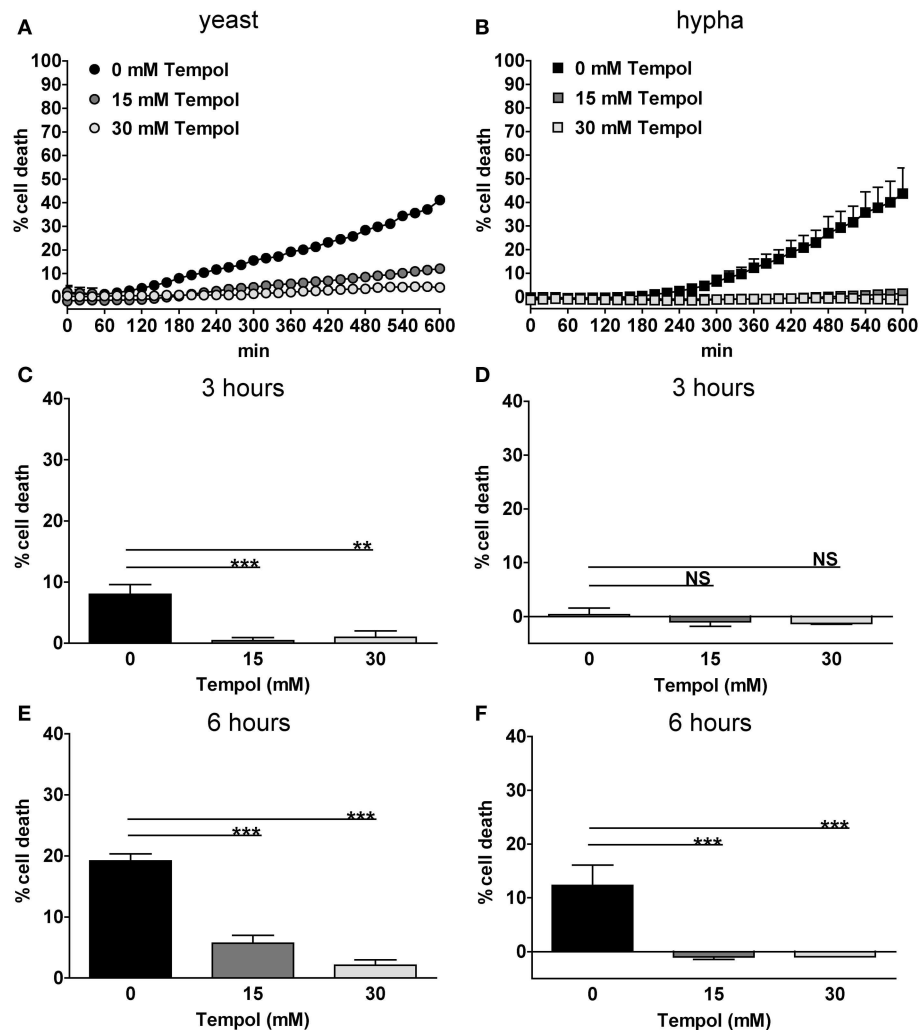 A
yeast
100
90
80
70
60
50
40
30
20
10
0
% cell death
0 mM Tempol
15 mM Tempol
30 mM Tempol
0 60 120 180 240 300 360 420 480 540 600
min
B
hypha
100
90
80
70
60
50
40
30
20
10
0
% cell death
0 mM Tempol
15 mM Tempol
30 mM Tempol
0 60 120 180 240 300 360 420 480 540 600
min
C
3 hours
40
30
20
10
0
% cell death
**
***
0 15 30
Tempol (mM)
D
3 hours
40
30
20
10
0
% cell death
NS
NS
0 15 30
Tempol (mM)
E
6 hours
40
30
20
10
0
% cell death
***
***
0 15 30
Tempol (mM)
F
6 hours
40
30
20
10
0
% cell death
***
***
0 15 30
Tempol (mM)